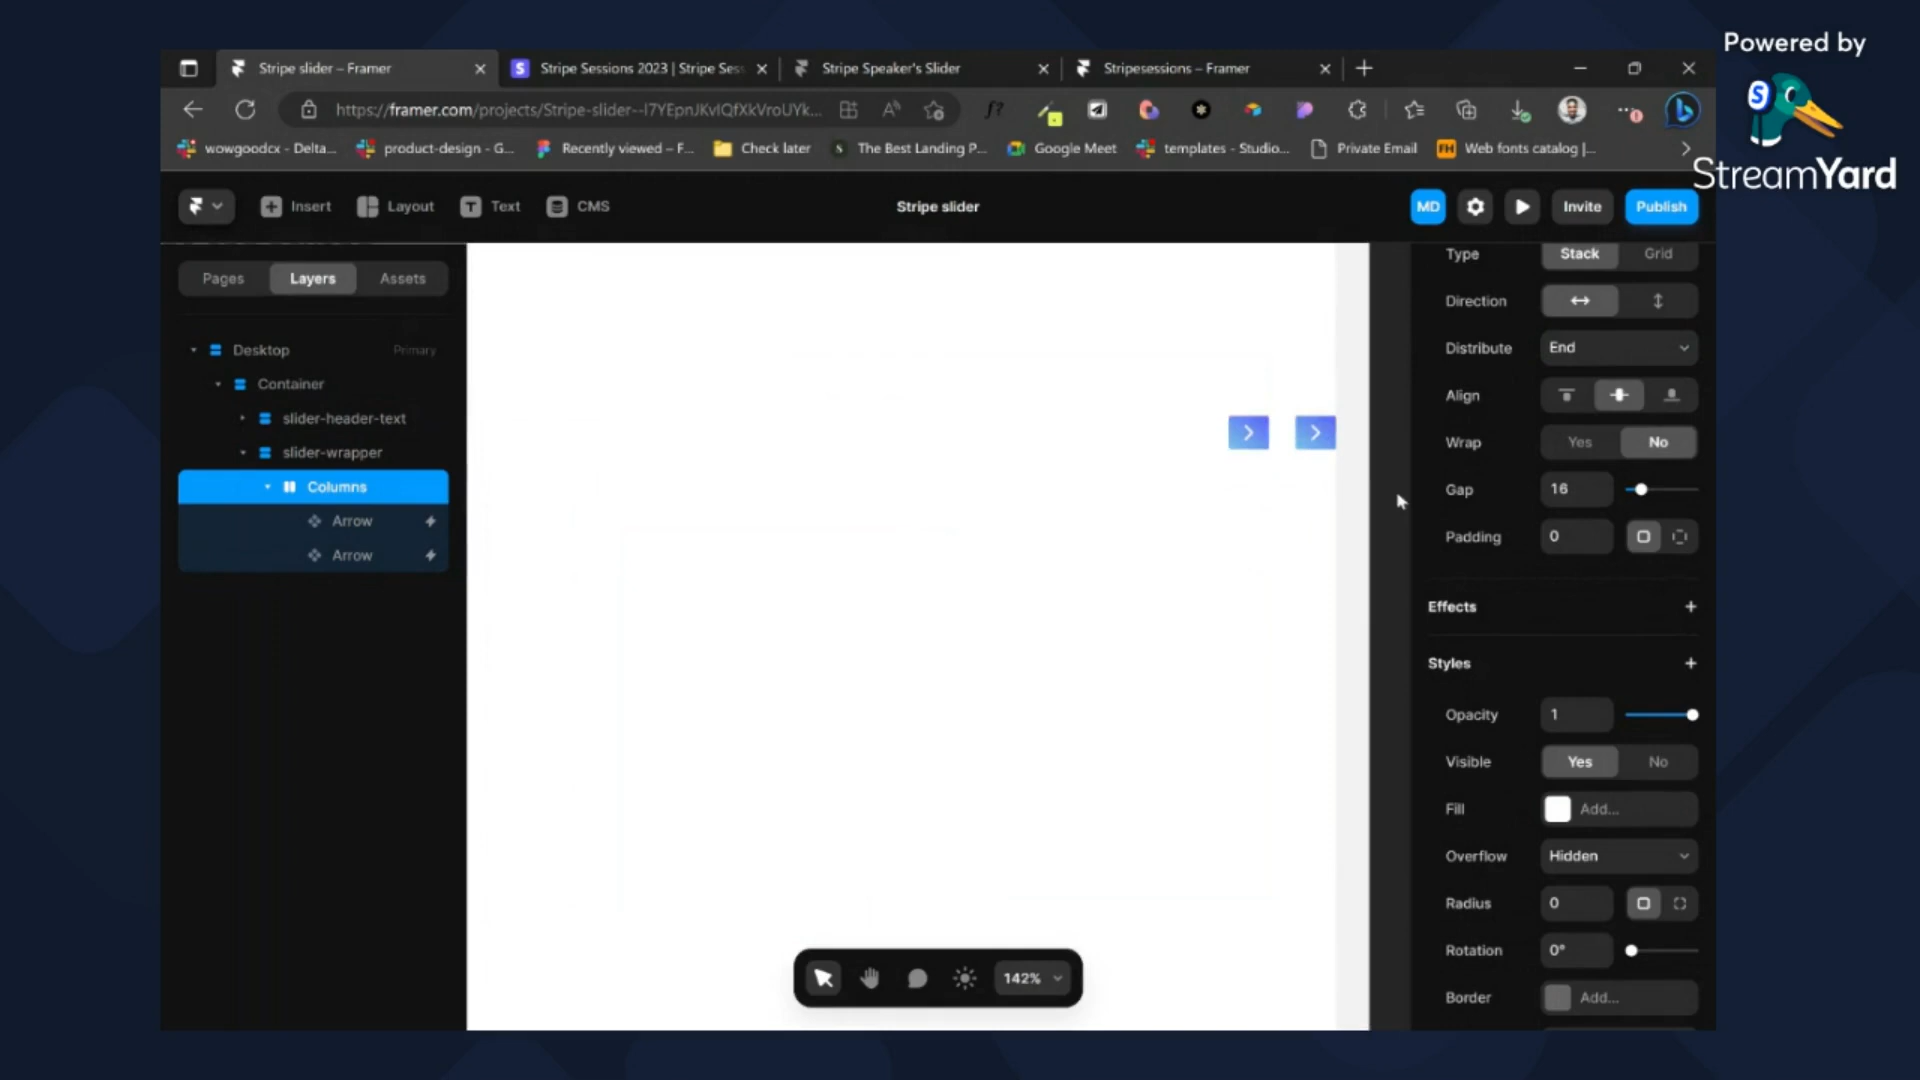 Powered by
StreamYard
Stripe slider – Framer
Stripe Sessions 2023 | Stripe Ses
Stripe Speaker's Slider
Stripesessions – Framer
https://framer.com/projects/Stripe-slider--I7YEpnJKvIQfXkVroUYk...
wowgoodcx - Delta...
product-design - G...
Recently viewed – F...
Check later
The Best Landing P...
Google Meet
templates - Studio...
Private Email
FH
Web fonts catalog |...
Insert
Layout
Text
CMS
Stripe slider
MD
Invite
Publish
Pages
Layers
Assets
Desktop
Primary
Container
slider-header-text
slider-wrapper
Columns
Arrow
Arrow
Type
Stack
Grid
Direction
Distribute
End
Align
Wrap
Yes
No
Gap
16
Padding
0
Effects
Styles
Opacity
1
Visible
Yes
No
Fill
Add...
Overflow
Hidden
Radius
0
Rotation
0°
Border
Add...
142%